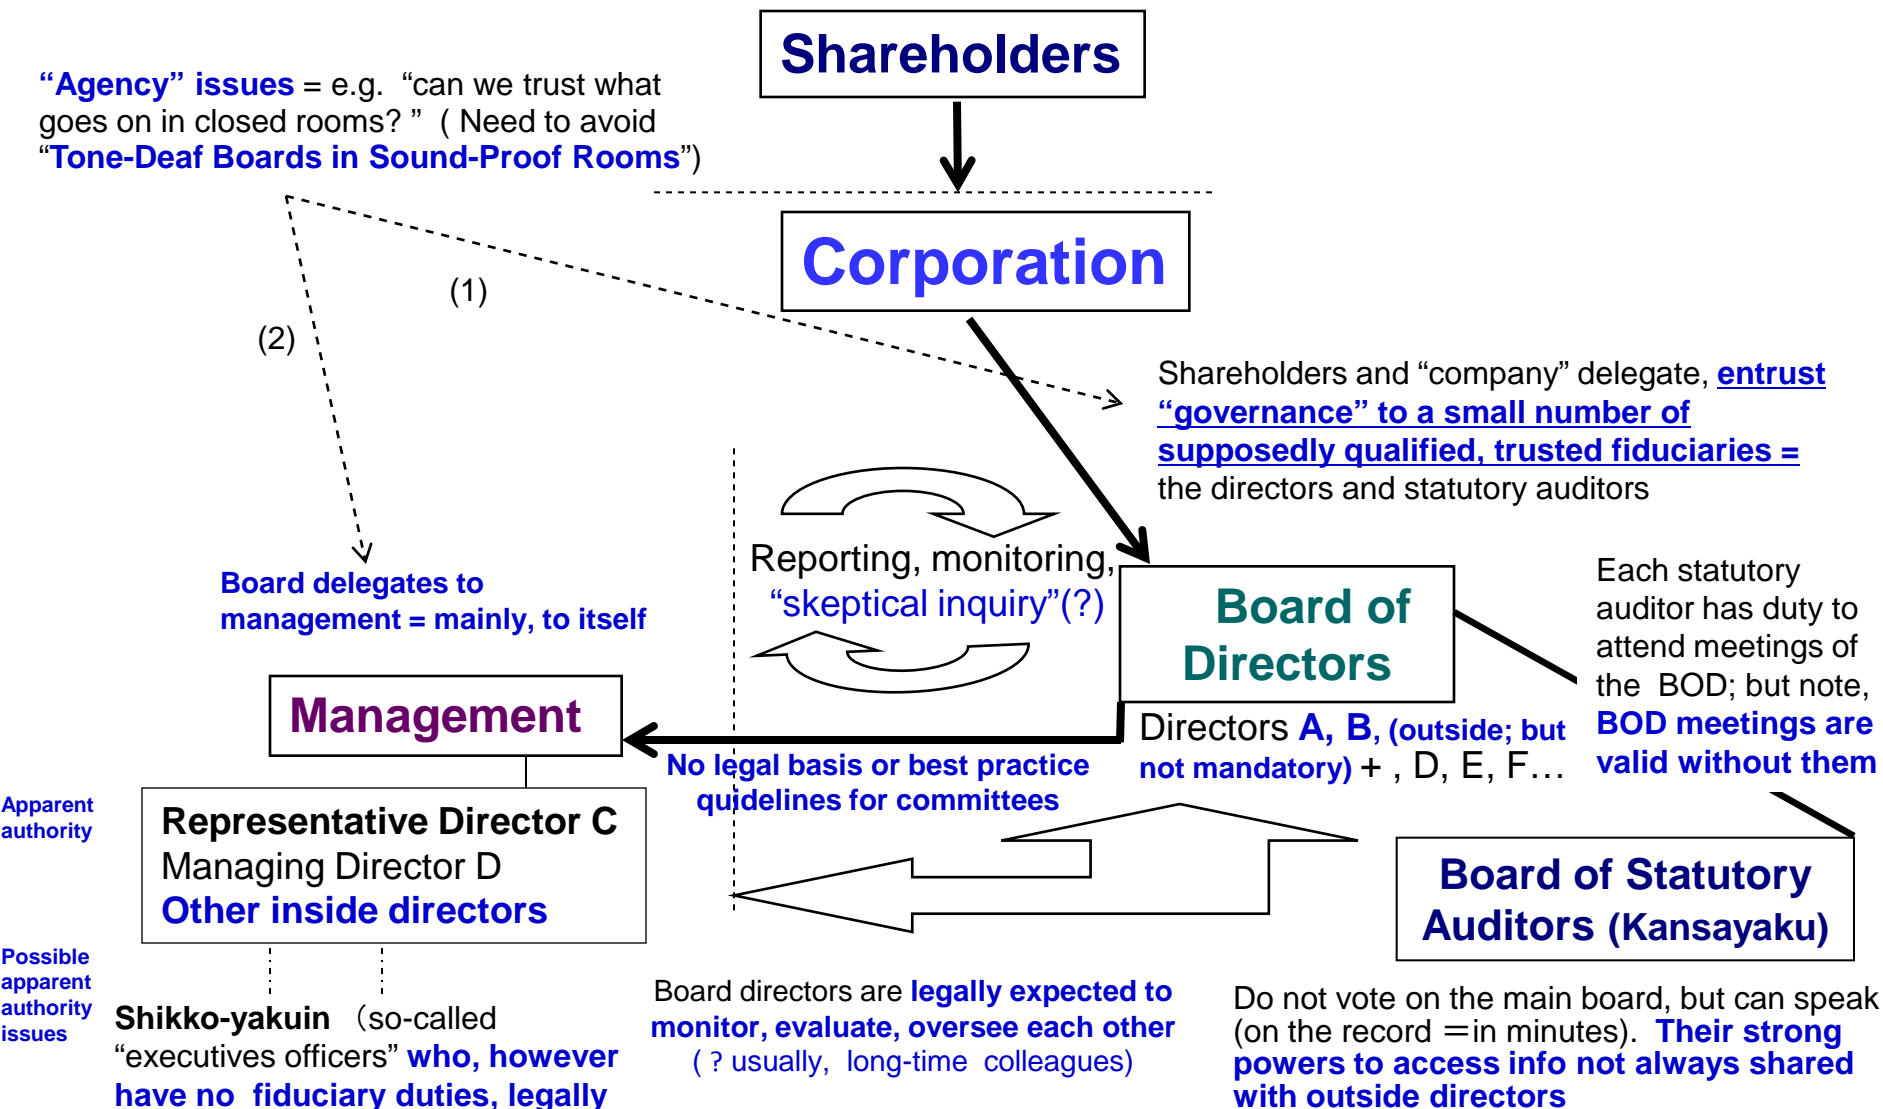 Shareholders
“Agency” issues = e.g. “can we trust what
goes on in closed rooms? ” ( Need to avoid
“Tone-Deaf Boards in Sound-Proof Rooms”)
Corporation
(1)
(2)
Shareholders and “company” delegate, entrust
“governance” to a small number of
supposedly qualified, trusted fiduciaries =
the directors and statutory auditors
Reporting, monitoring,
“skeptical inquiry”(?)
Board delegates to
management = mainly, to itself
Board of
Directors
Each statutory
auditor has duty to
attend meetings of
the BOD; but note,
BOD meetings are
valid without them
Management
Directors A, B, (outside; but
not mandatory) + , D, E, F…
No legal basis or best practice
quidelines for committees
Apparent
authority
Representative Director C
Managing Director D
Other inside directors
Board of Statutory
Auditors (Kansayaku)
Possible
apparent
authority
issues
Shikko-yakuin （so-called
“executives officers” who, however
have no fiduciary duties, legally
Board directors are legally expected to
monitor, evaluate, oversee each other
( ? usually, long-time colleagues)
Do not vote on the main board, but can speak
(on the record ＝in minutes). Their strong
powers to access info not always shared
with outside directors